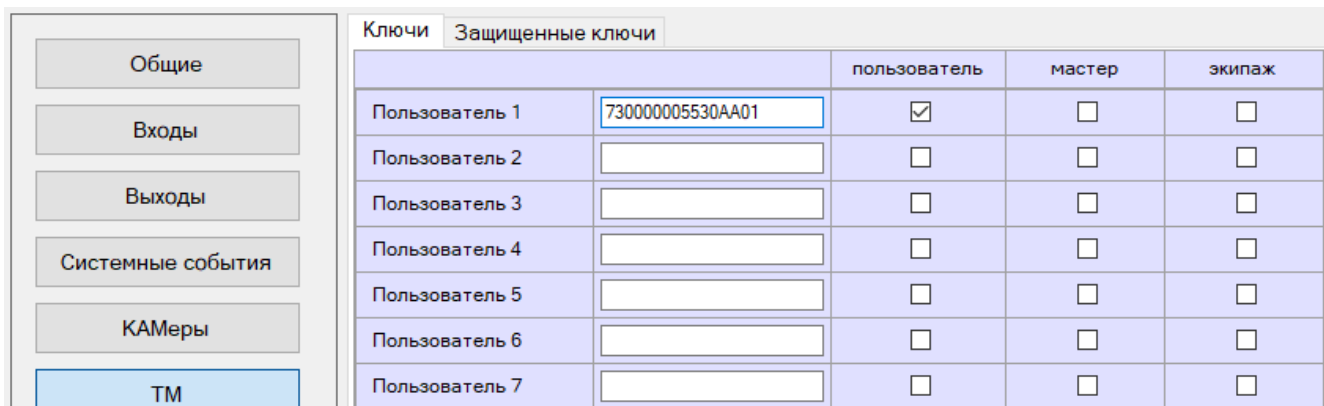 Общие
Входы
Выходы
Системные события
КАМеры
ТМ
Ключи Защищенные ключи
пользователь мастер экипаж
Пользователь 1 730000005530AA01
Пользователь 2
Пользователь 3
Пользователь 4
Пользователь 5
Пользователь 6
Пользователь 7